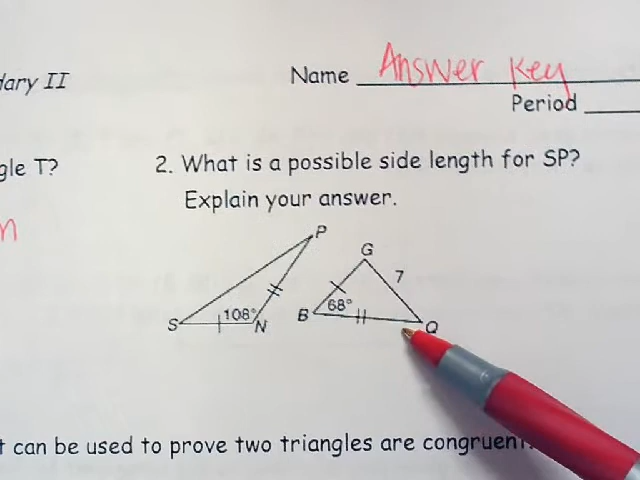 dary II
Name Answer Key
Period
gle T?
2. What is a possible side length for SP?
Explain your answer.
P
G
7
S 108° N
B 68°
Q
t can be used to prove two triangles are congruent.